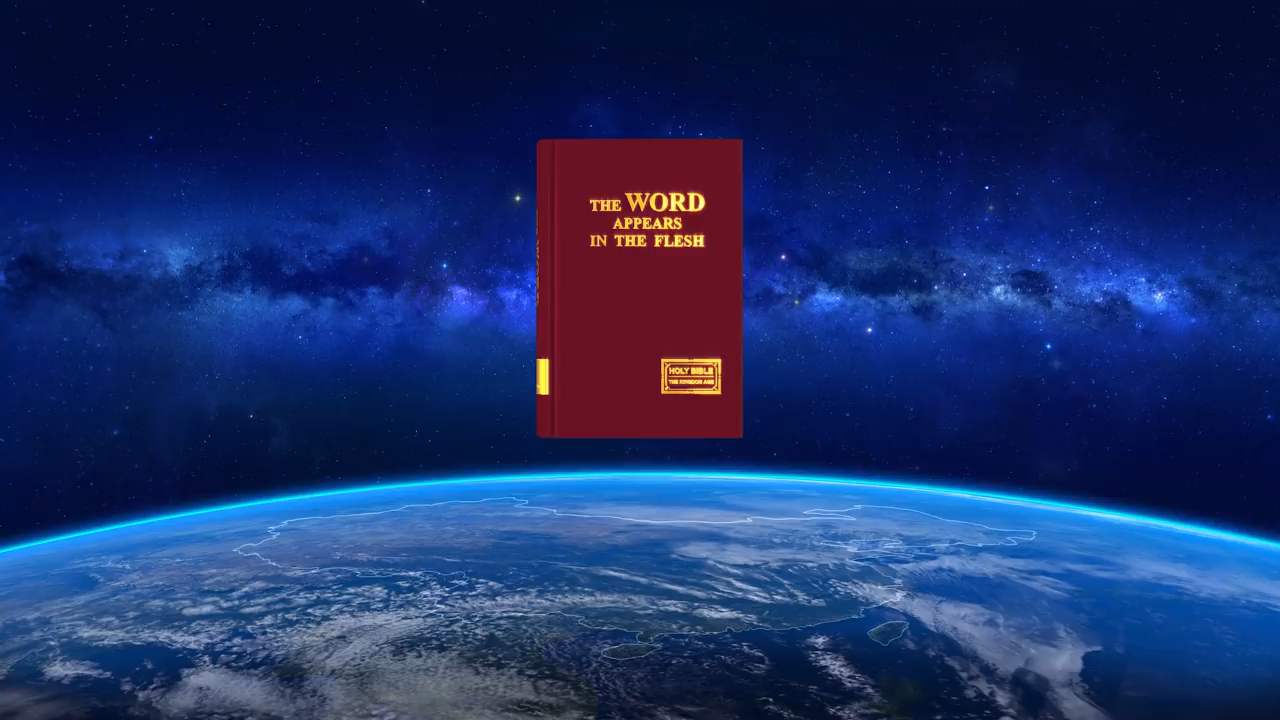 THE WORD
APPEARS
IN THE FLESH
HOLY BIBLE
THE KINGDOM AGE